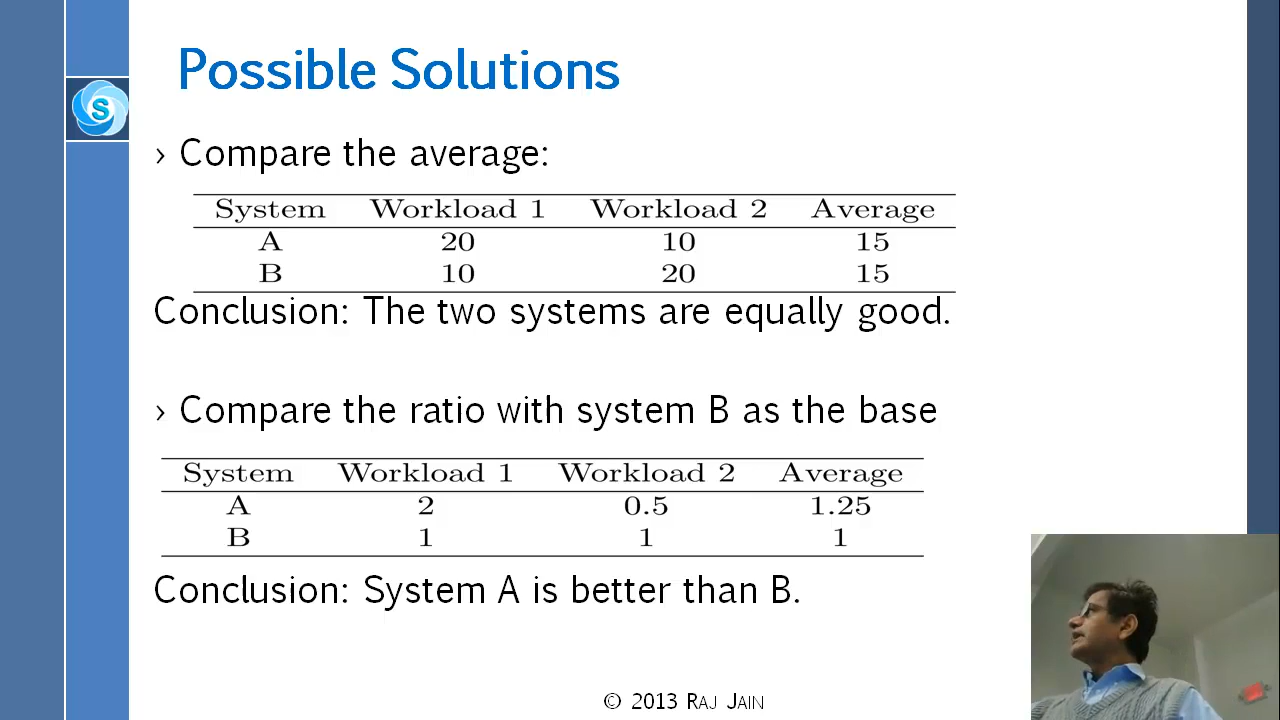 Possible Solutions
S
› Compare the average:
System Workload 1 Workload 2 Average
A 20 10 15
B 10 20 15
Conclusion: The two systems are equally good.
› Compare the ratio with system B as the base
System Workload 1 Workload 2 Average
A 2 0.5 1.25
B 1 1 1
Conclusion: System A is better than B.
© 2013 RAJ JAIN